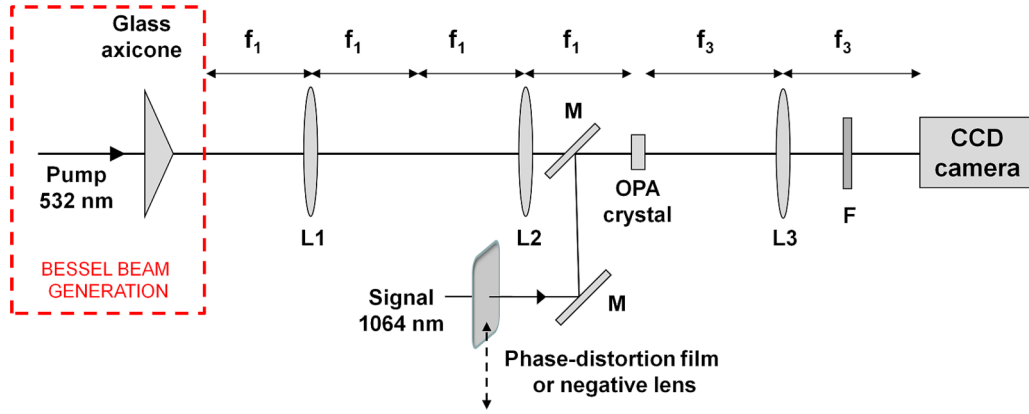 Glass
axicone
f1
f1
f1
f1
f3
f3
M
Pump
532 nm
L1
L2
OPA
crystal
L3
F
CCD
camera
BESSEL BEAM
GENERATION
Signal
1064 nm
M
Phase-distortion film
or negative lens